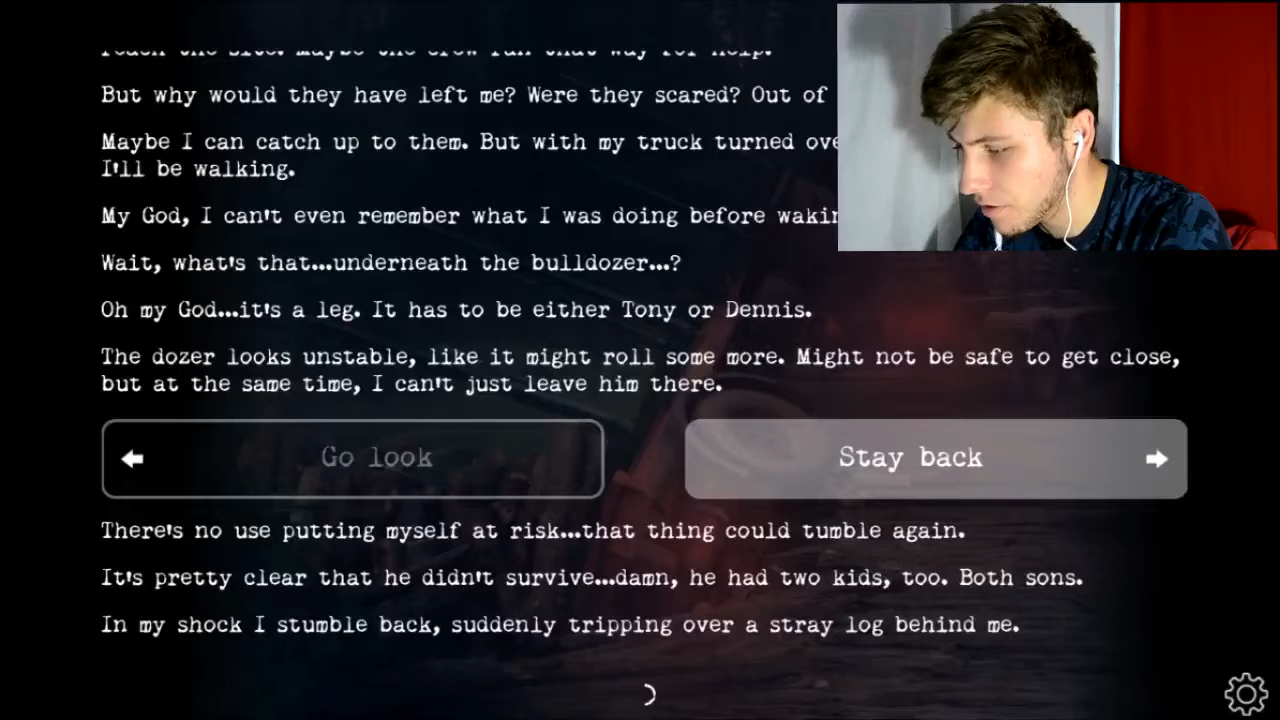 But why would they have left me? Were they scared? Out of
Maybe I can catch up to them. But with my truck turned
I'll be walking.
My God, I can't even remember what I was doing before
Wait, what's that...underneath the bulldozer...?
Oh my God...it's a leg. It has to be either Tony or Dennis.
The dozer looks unstable, like it might roll some more. Might not be safe to get close,
but at the same time, I can't just leave him there.
Go look
Stay back
There's no use putting myself at risk...that thing could tumble again.
It's pretty clear that he didn't survive...damn, he had two kids, too. Both sons.
In my shock I stumble back, suddenly tripping over a stray log behind me.